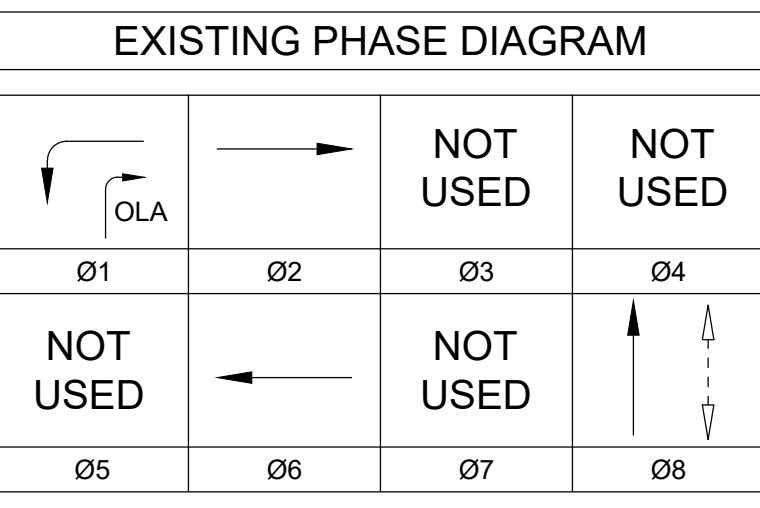 EXISTING PHASE DIAGRAM
OLA
NOT
USED
NOT
USED
Ø1
Ø2
Ø3
Ø4
NOT
USED
NOT
USED
Ø5
Ø6
Ø7
Ø8